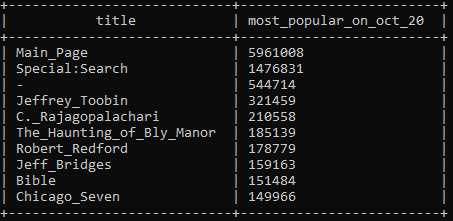 title | most_popular_on_oct_20
Main_Page | 5961008
Special:Search | 1476831
- | 544714
Jeffrey_Toobin | 321459
C._Rajagopalachari | 210558
The_Haunting_of_Bly_Manor | 185139
Robert_Redford | 178779
Jeff_Bridges | 159163
Bible | 151484
Chicago_Seven | 149966